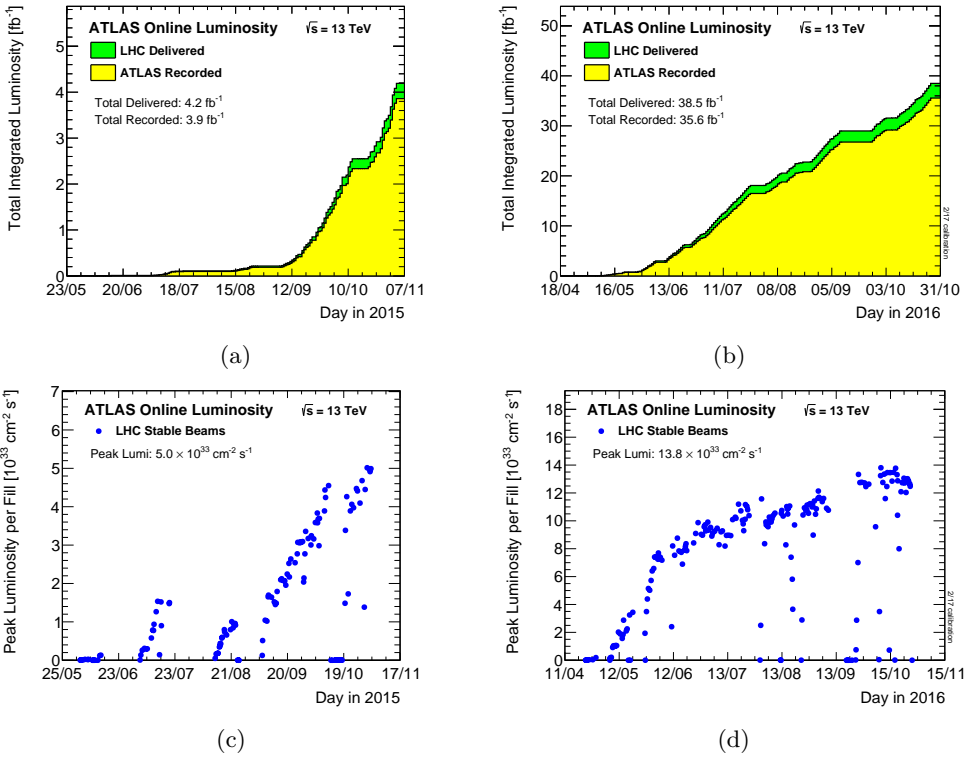 Total Integrated Luminosity [fb⁻¹]
ATLAS Online Luminosity √s = 13 TeV
LHC Delivered
ATLAS Recorded
Total Delivered: 4.2 fb⁻¹
Total Recorded: 3.9 fb⁻¹
5
4
3
2
1
0
23/05 20/06 18/07 15/08 12/09 10/10 07/11
Day in 2015
(a)
Total Integrated Luminosity [fb⁻¹]
ATLAS Online Luminosity √s = 13 TeV
LHC Delivered
ATLAS Recorded
Total Delivered: 38.5 fb⁻¹
Total Recorded: 35.6 fb⁻¹
50
40
30
20
10
0
2/17 calibration
18/04 16/05 13/06 11/07 08/08 05/09 03/10 31/10
Day in 2016
(b)
Peak Luminosity per Fill [10³³ cm⁻² s⁻¹]
ATLAS Online Luminosity √s = 13 TeV
LHC Stable Beams
Peak Lumi: 5.0 × 10³³ cm⁻² s⁻¹
7
6
5
4
3
2
1
0
25/05 23/06 23/07 21/08 20/09 19/10 17/11
Day in 2015
(c)
Peak Luminosity per Fill [10³³ cm⁻² s⁻¹]
ATLAS Online Luminosity √s = 13 TeV
LHC Stable Beams
Peak Lumi: 13.8 × 10³³ cm⁻² s⁻¹
18
16
14
12
10
8
6
4
2
0
2/17 calibration
11/04 12/05 12/06 13/07 13/08 13/09 15/10 15/11
Day in 2016
(d)